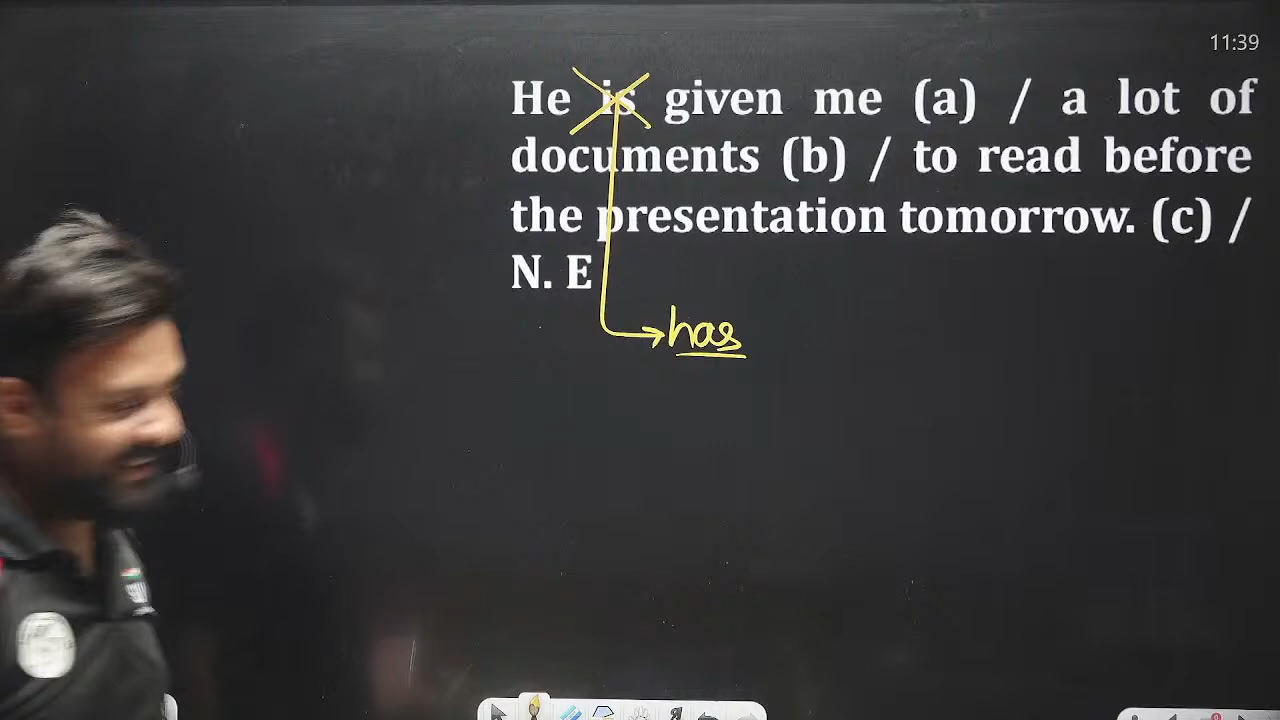 11:39
He is given me (a) / a lot of
documents (b) / to read before
the presentation tomorrow. (c) /
N. E
has